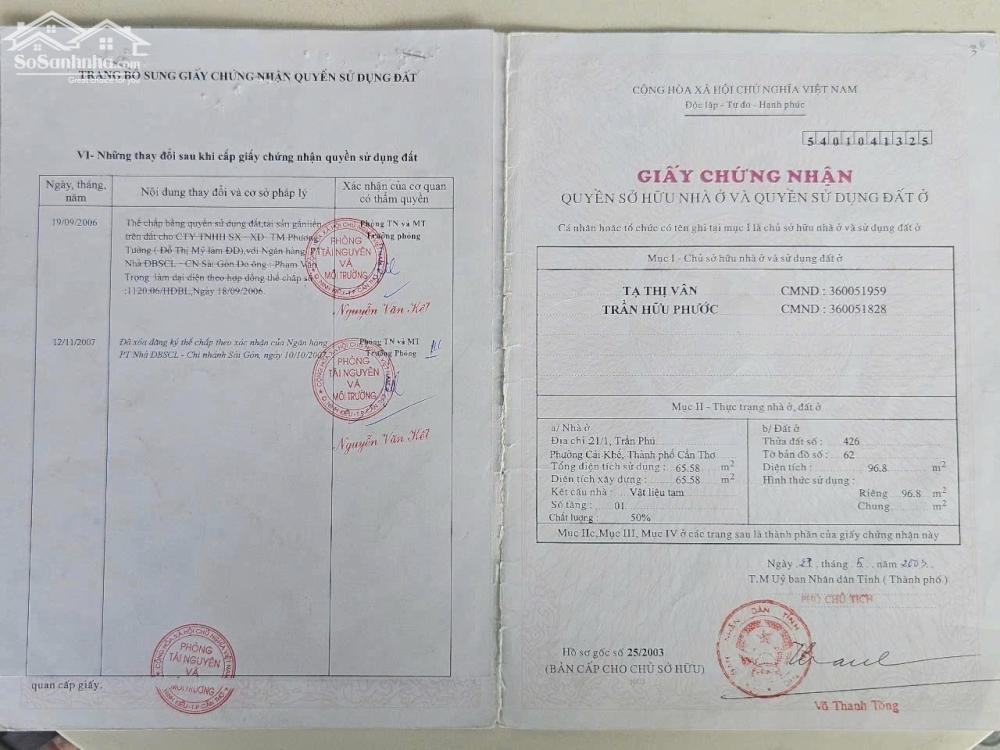 SoSanhnha.com
TRANG BỔ SUNG GIẤY CHỨNG NHẬN QUYỀN SỬ DỤNG ĐẤT
VI- Những thay đổi sau khi cấp giấy chứng nhận quyền sử dụng đất
Ngày, tháng, năm
Nội dung thay đổi và cơ sở pháp lý
Xác nhận của cơ quan có thẩm quyền
19/09/2006
Thế chấp bằng quyền sử dụng đất,tài sản gắn liền
trên đất cho CTY TNHH SX - XD- TM Phương
Tường ( Đỗ Thị Mỹ làm ĐD),với Ngân hàng PT
Nhà ĐBSCL - CN Sài Gòn Do ông : Phạm Văn
Trọng làm đại diện theo hợp đồng thế chấp số
:1120.06/HĐBL,Ngày 18/09/2006
Phòng TN và MT
Trưởng phòng
PHÒNG
TÀI NGUYÊN
VÀ
MÔI TRƯỜNG
Nguyễn Văn Kết
12/11/2007
Đã xóa đăng ký thế chấp theo xác nhận của Ngân hàng
PT Nhà ĐBSCL - Chi nhánh Sài Gòn, ngày 10/10/2007
Phòng TN và MT
Trưởng Phòng
PHÒNG
TÀI NGUYÊN
VÀ
MÔI TRƯỜNG
Nguyễn Văn Kết
PHÒNG
TÀI NGUYÊN
VÀ
MÔI TRƯỜNG
quan cấp giấy.
CỘNG HÒA XÃ HỘI CHỦ NGHĨA VIỆT NAM
Độc lập - Tự do - Hạnh phúc
5401041325
GIẤY CHỨNG NHẬN
QUYỀN SỞ HỮU NHÀ Ở VÀ QUYỀN SỬ DỤNG ĐẤT Ở
Cá nhân hoặc tổ chức có tên ghi tại mục I là chủ sở hữu nhà ở và sử dụng đất ở
Mục I - Chủ sở hữu nhà ở và sử dụng đất ở
TẠ THỊ VÂN CMND : 360051959
TRẦN HỮU PHƯỚC CMND : 360051828
Mục II - Thực trạng nhà ở, đất ở
a/ Nhà ở
Địa chỉ 21/1, Trần Phú
Phường Cái Khế, Thành phố Cần Thơ
Tổng diện tích sử dụng : 65.58 m2
Diện tích xây dựng : 65.58 m2
Kết cấu nhà : Vật liệu tạm
Số tầng : 01
Chất lượng : 50%
b/ Đất ở
Thửa đất số : 426
Tờ bản đồ số : 62
Diện tích : 96.8 m2
Hình thức sử dụng :
Riêng 96.8 m2
Chung m2
Mục IIc,Mục III, Mục IV ở các trang sau là thành phần của giấy chứng nhận này
Ngày 27 tháng 5 năm 2003
T.M Uỷ ban Nhân dân Tỉnh ( Thành phố )
PHÓ CHỦ TỊCH
Hồ sơ gốc số 25/2003
(BẢN CẤP CHO CHỦ SỞ HỮU)
Võ Thanh Tòng